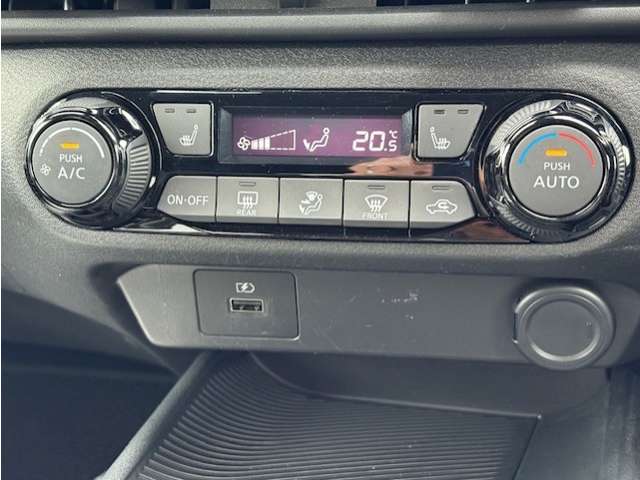 PUSH
A/C
20.5
°C
PUSH
AUTO
ON·OFF
REAR
FRONT